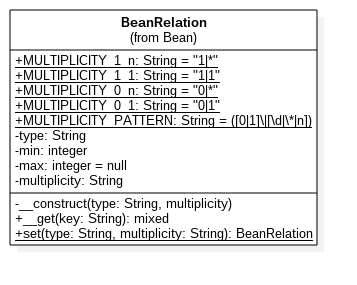 BeanRelation
(from Bean)
+MULTIPLICITY_1_n: String = "1|*"
+MULTIPLICITY_1_1: String = "1|1"
+MULTIPLICITY_0_n: String = "0|*"
+MULTIPLICITY_0_1: String = "0|1"
+MULTIPLICITY_PATTERN: String = ([0|1]\|[\d|\*|n])
-type: String
-min: integer
-max: integer = null
-multiplicity: String
-__construct(type: String, multiplicity)
+__get(key: String): mixed
+set(type: String, multiplicity: String): BeanRelation